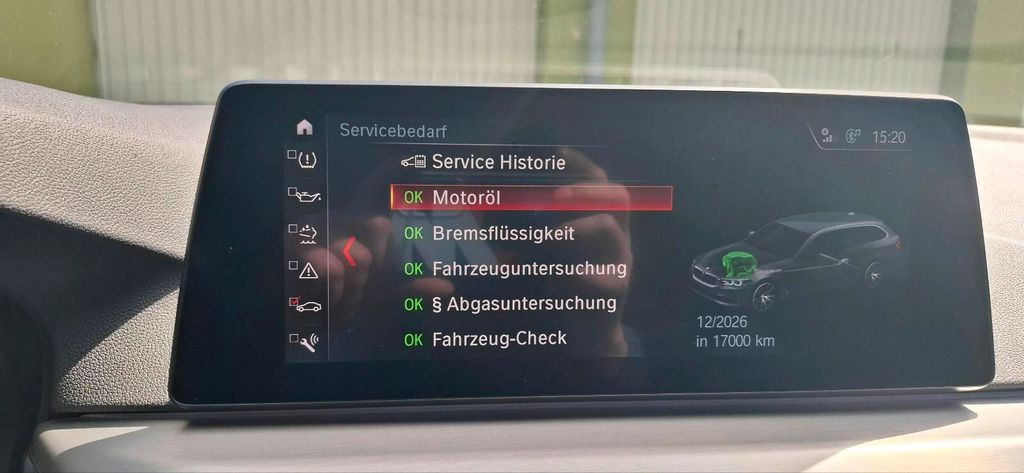 Servicebedarf
15:20
Service Historie
OK Motoröl
OK Bremsflüssigkeit
OK Fahrzeuguntersuchung
OK § Abgasuntersuchung
OK Fahrzeug-Check
12/2026
in 17000 km